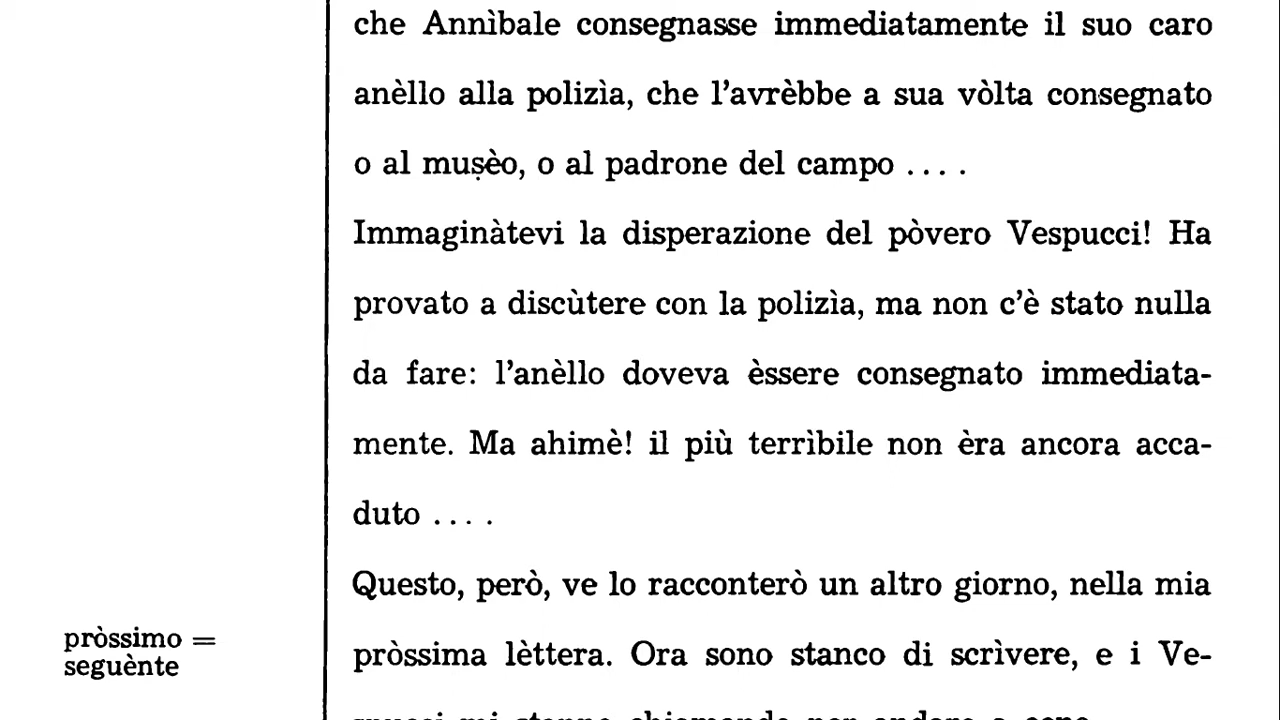 che Annìbale consegnasse immediatamente il suo caro
anèllo alla polizìa, che l'avrèbbe a sua vòlta consegnato
o al muṣèo, o al padrone del campo ....
Immaginàtevi la disperazione del pòvero Vespucci! Ha
provato a discùtere con la polizìa, ma non c'è stato nulla
da fare: l'anèllo doveva èssere consegnato immediata-
mente. Ma ahimè! il più terrìbile non èra ancora acca-
duto ....
Questo, però, ve lo racconterò un altro giorno, nella mia
pròssimo =
seguènte
pròssima lèttera. Ora sono stanco di scrìvere, e i Ve-